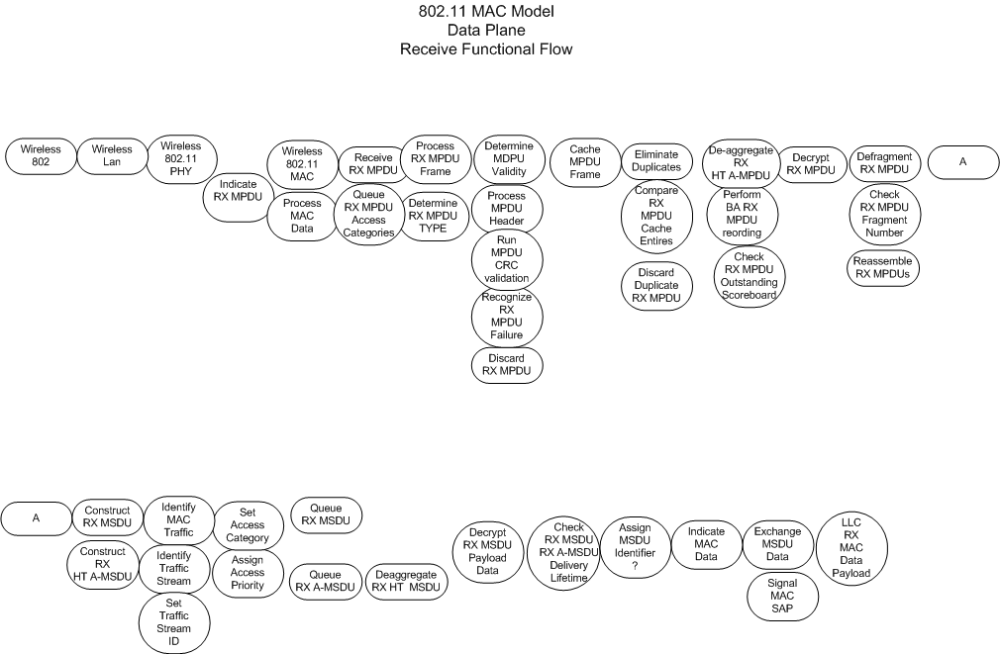 802.11 MAC Model
Data Plane
Receive Functional Flow
Wireless
802
Wireless
Lan
Wireless
802.11
PHY
Indicate
RX MPDU
Wireless
802.11
MAC
Process
MAC
Data
Receive
RX MPDU
Queue
RX MPDU
Access
Categories
Process
RX MPDU
Frame
Determine
RX MPDU
TYPE
Determine
MDPU
Validity
Process
MPDU
Header
Run
MPDU
CRC
validation
Recognize
RX
MPDU
Failure
Discard
RX MPDU
Cache
MPDU
Frame
Eliminate
Duplicates
Compare
RX
MPDU
Cache
Entires
Discard
Duplicate
RX MPDU
De-aggregate
RX
HT A-MPDU
Perform
BA RX
MPDU
reording
Check
RX MPDU
Outstanding
Scoreboard
Decrypt
RX MPDU
Defragment
RX MPDU
Check
RX MPDU
Fragment
Number
Reassemble
RX MPDUs
A
A
Construct
RX MSDU
Construct
RX
HT A-MSDU
Identify
MAC
Traffic
Identify
Traffic
Stream
Set
Traffic
Stream
ID
Set
Access
Category
Assign
Access
Priority
Queue
RX MSDU
Queue
RX A-MSDU
Deaggregate
RX HT MSDU
Decrypt
RX MSDU
Payload
Data
Check
RX MSDU
RX A-MSDU
Delivery
Lifetime
Assign
MSDU
Identifier
?
Indicate
MAC
Data
Exchange
MSDU
Data
Signal
MAC
SAP
LLC
RX
MAC
Data
Payload